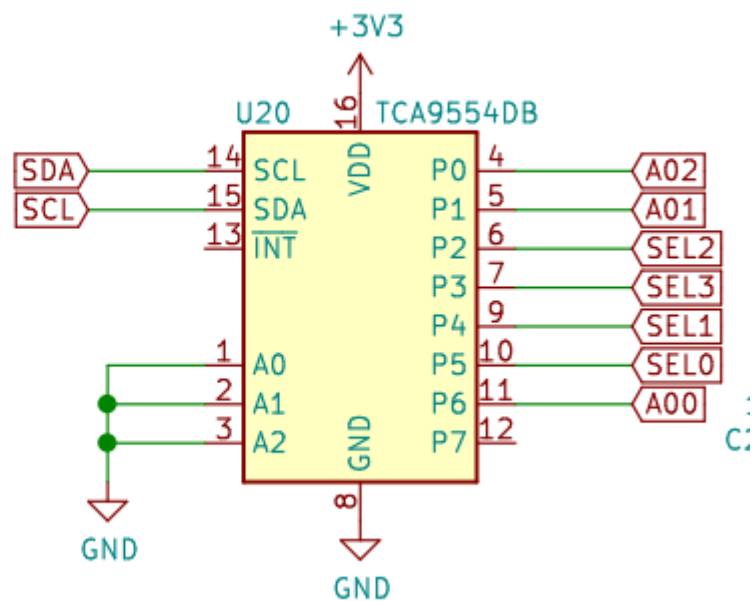 +3V3
U20 16 TCA9554DB
VDD
SDA 14 SCL P0 4 A02
SCL 15 SDA P1 5 A01
13 INT P2 6 SEL2
P3 7 SEL3
P4 9 SEL1
1 A0 P5 10 SEL0
2 A1 P6 11 A00
3 A2 P7 12
GND
8
GND
GND